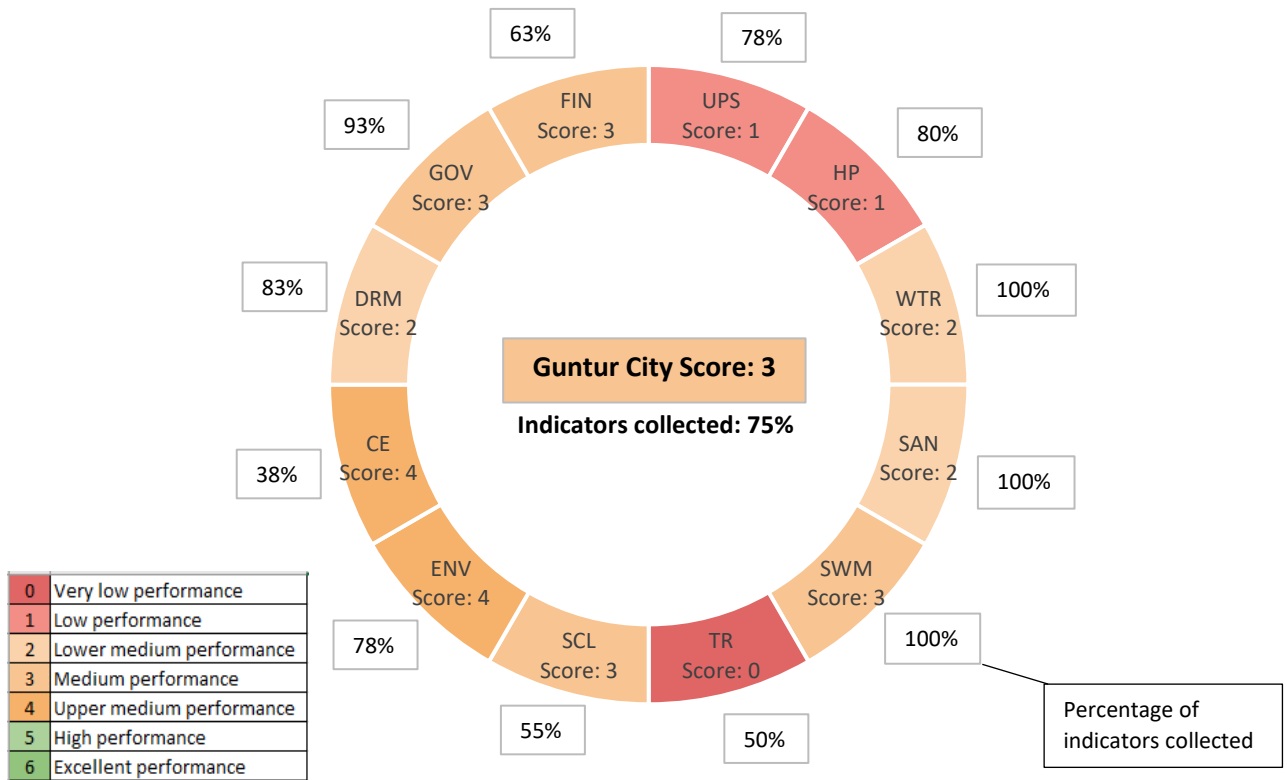 63%
78%
FIN
Score: 3
UPS
Score: 1
93%
80%
GOV
Score: 3
HP
Score: 1
83%
DRM
Score: 2
WTR
Score: 2
100%
Guntur City Score: 3
Indicators collected: 75%
38%
CE
Score: 4
SAN
Score: 2
100%
ENV
Score: 4
SWM
Score: 3
78%
SCL
Score: 3
TR
Score: 0
100%
55%
50%
Percentage of
indicators collected
0 Very low performance
1 Low performance
2 Lower medium performance
3 Medium performance
4 Upper medium performance
5 High performance
6 Excellent performance